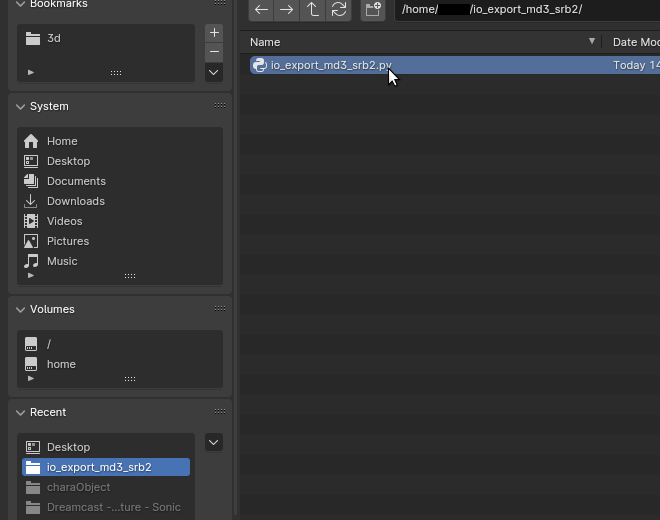 Bookmarks
3d
System
Home
Desktop
Documents
Downloads
Videos
Pictures
Music
Volumes
/
home
Recent
Desktop
io_export_md3_srb2
charaObject
Dreamcast -...ture - Sonic
/home/ /io_export_md3_srb2/
Name Date Mod
io_export_md3_srb2.py Today 14